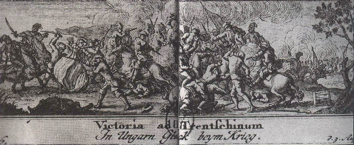 Victoria ad Trentschinum
In Ungarn Glück beym Krieg.